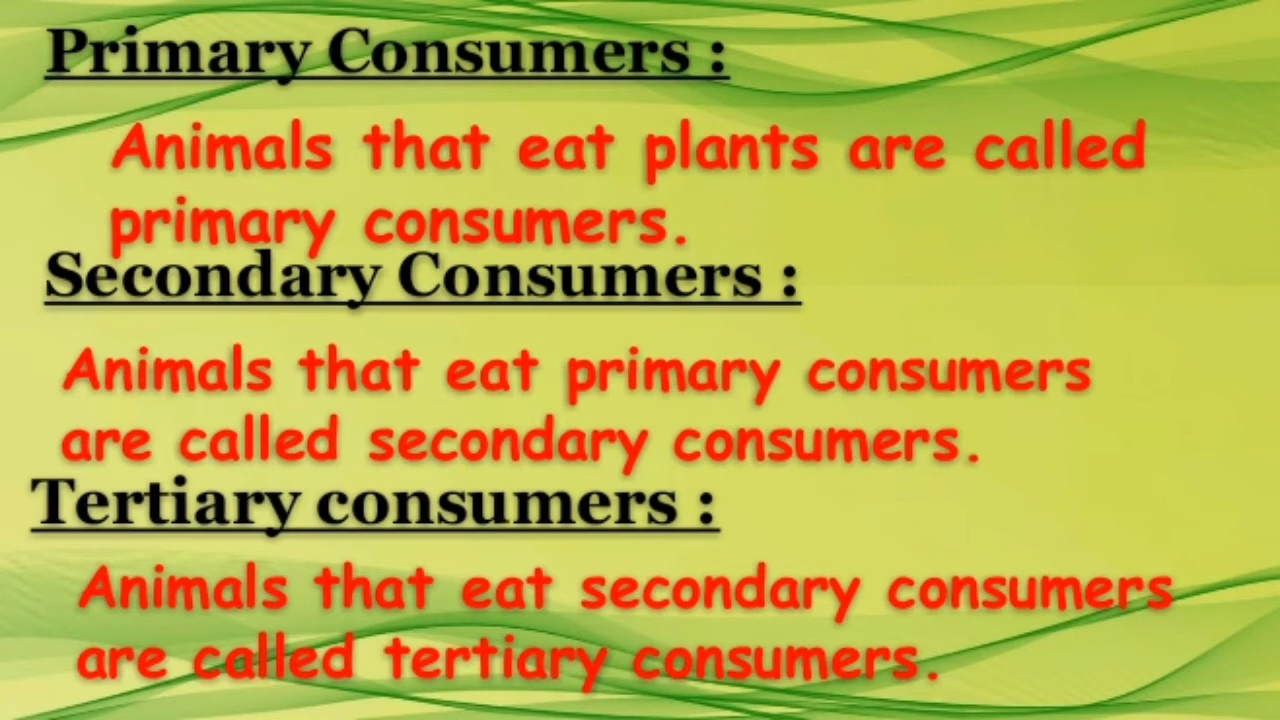 Primary Consumers :
Animals that eat plants are called
primary consumers.
Secondary Consumers :
Animals that eat primary consumers
are called secondary consumers.
Tertiary consumers :
Animals that eat secondary consumers
are called tertiary consumers.